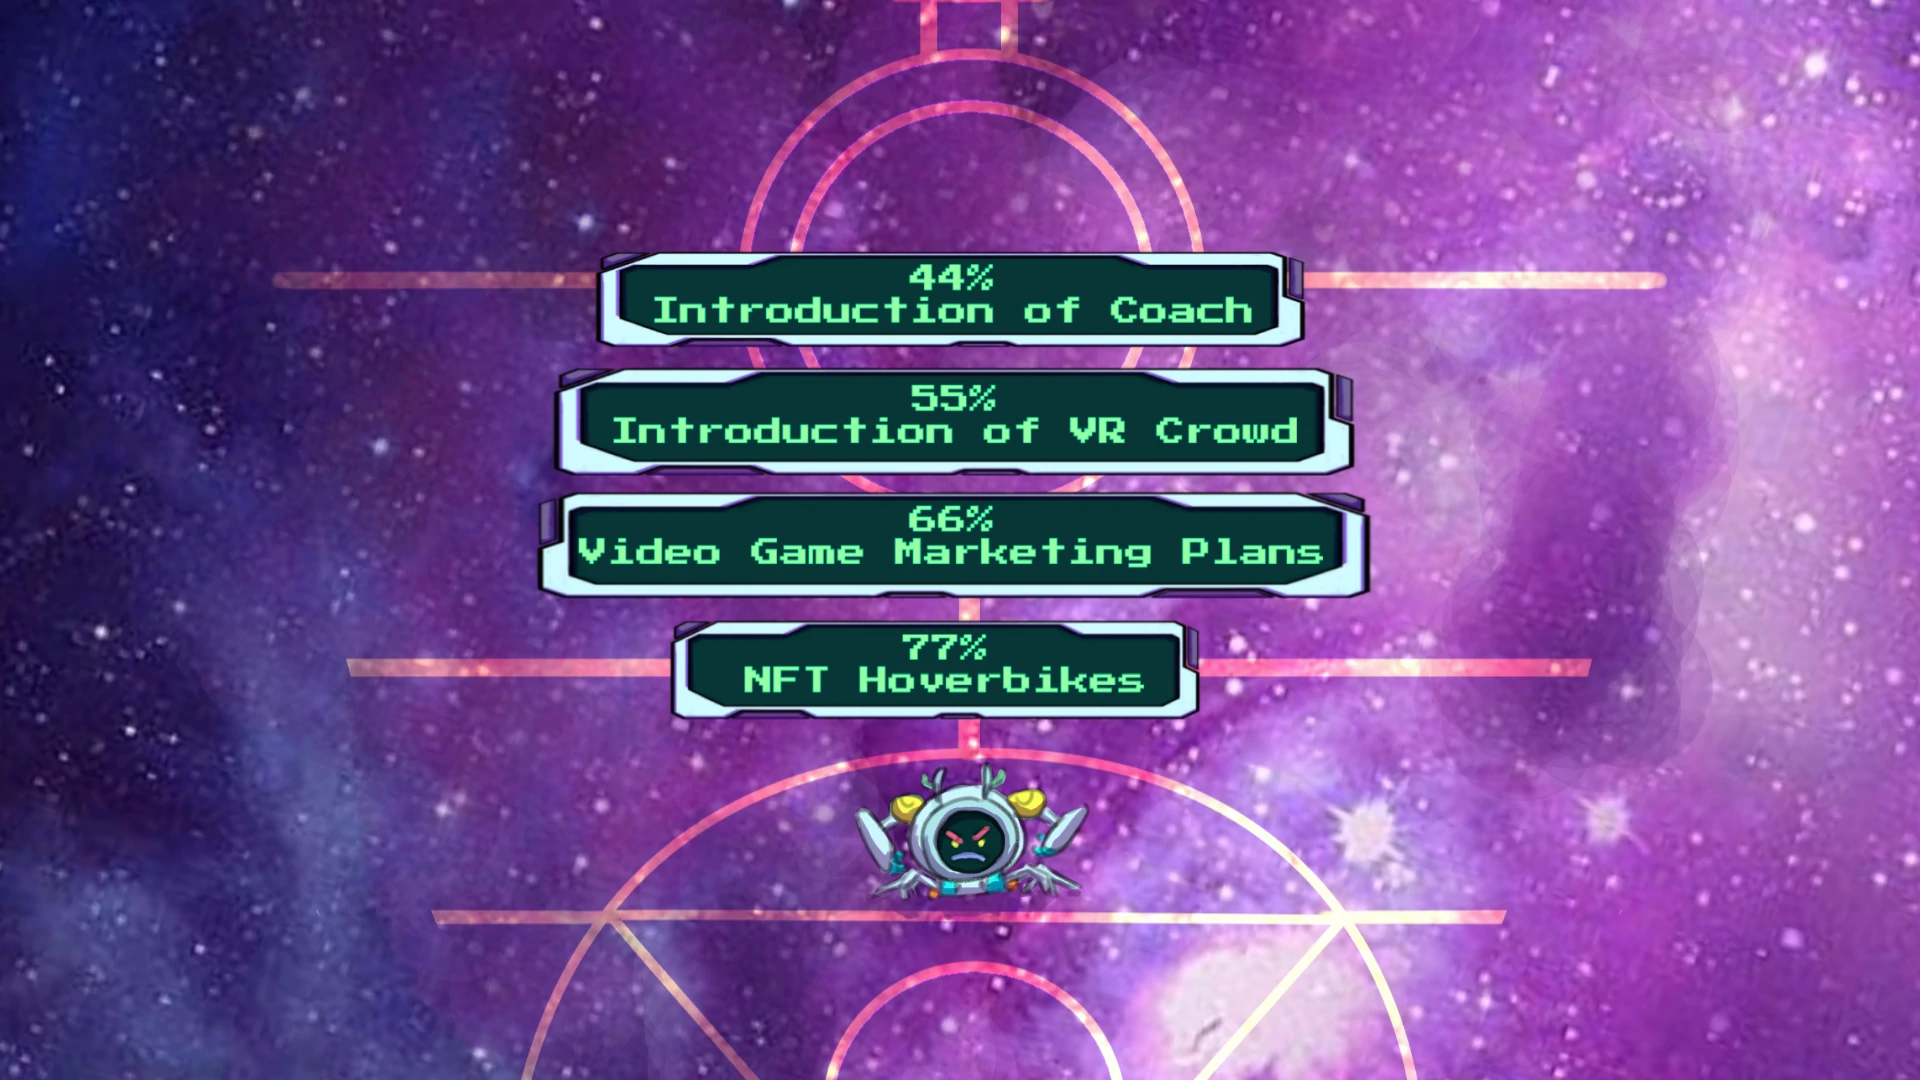 44%
Introduction of Coach
55%
Introduction of VR Crowd
66%
Video Game Marketing Plans
77%
NFT Hoverbikes